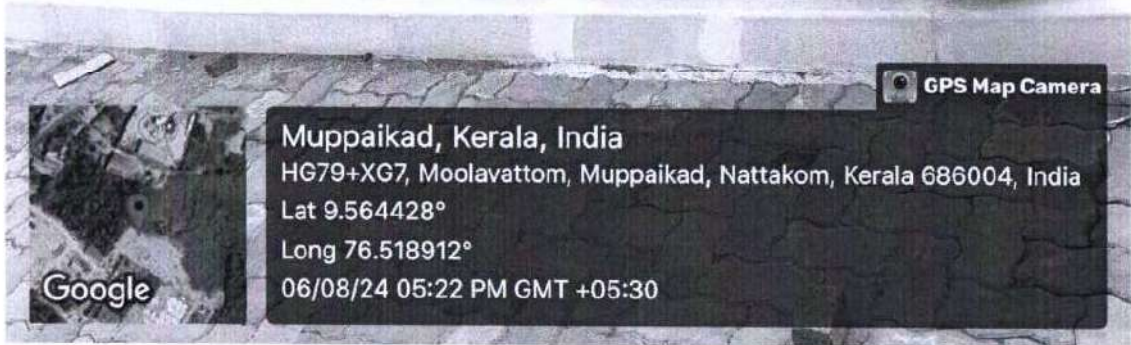 GPS Map Camera
Muppaikad, Kerala, India
HG79+XG7, Moolavattom, Muppaikad, Nattakom, Kerala 686004, India
Lat 9.564428°
Long 76.518912°
06/08/24 05:22 PM GMT +05:30
Google